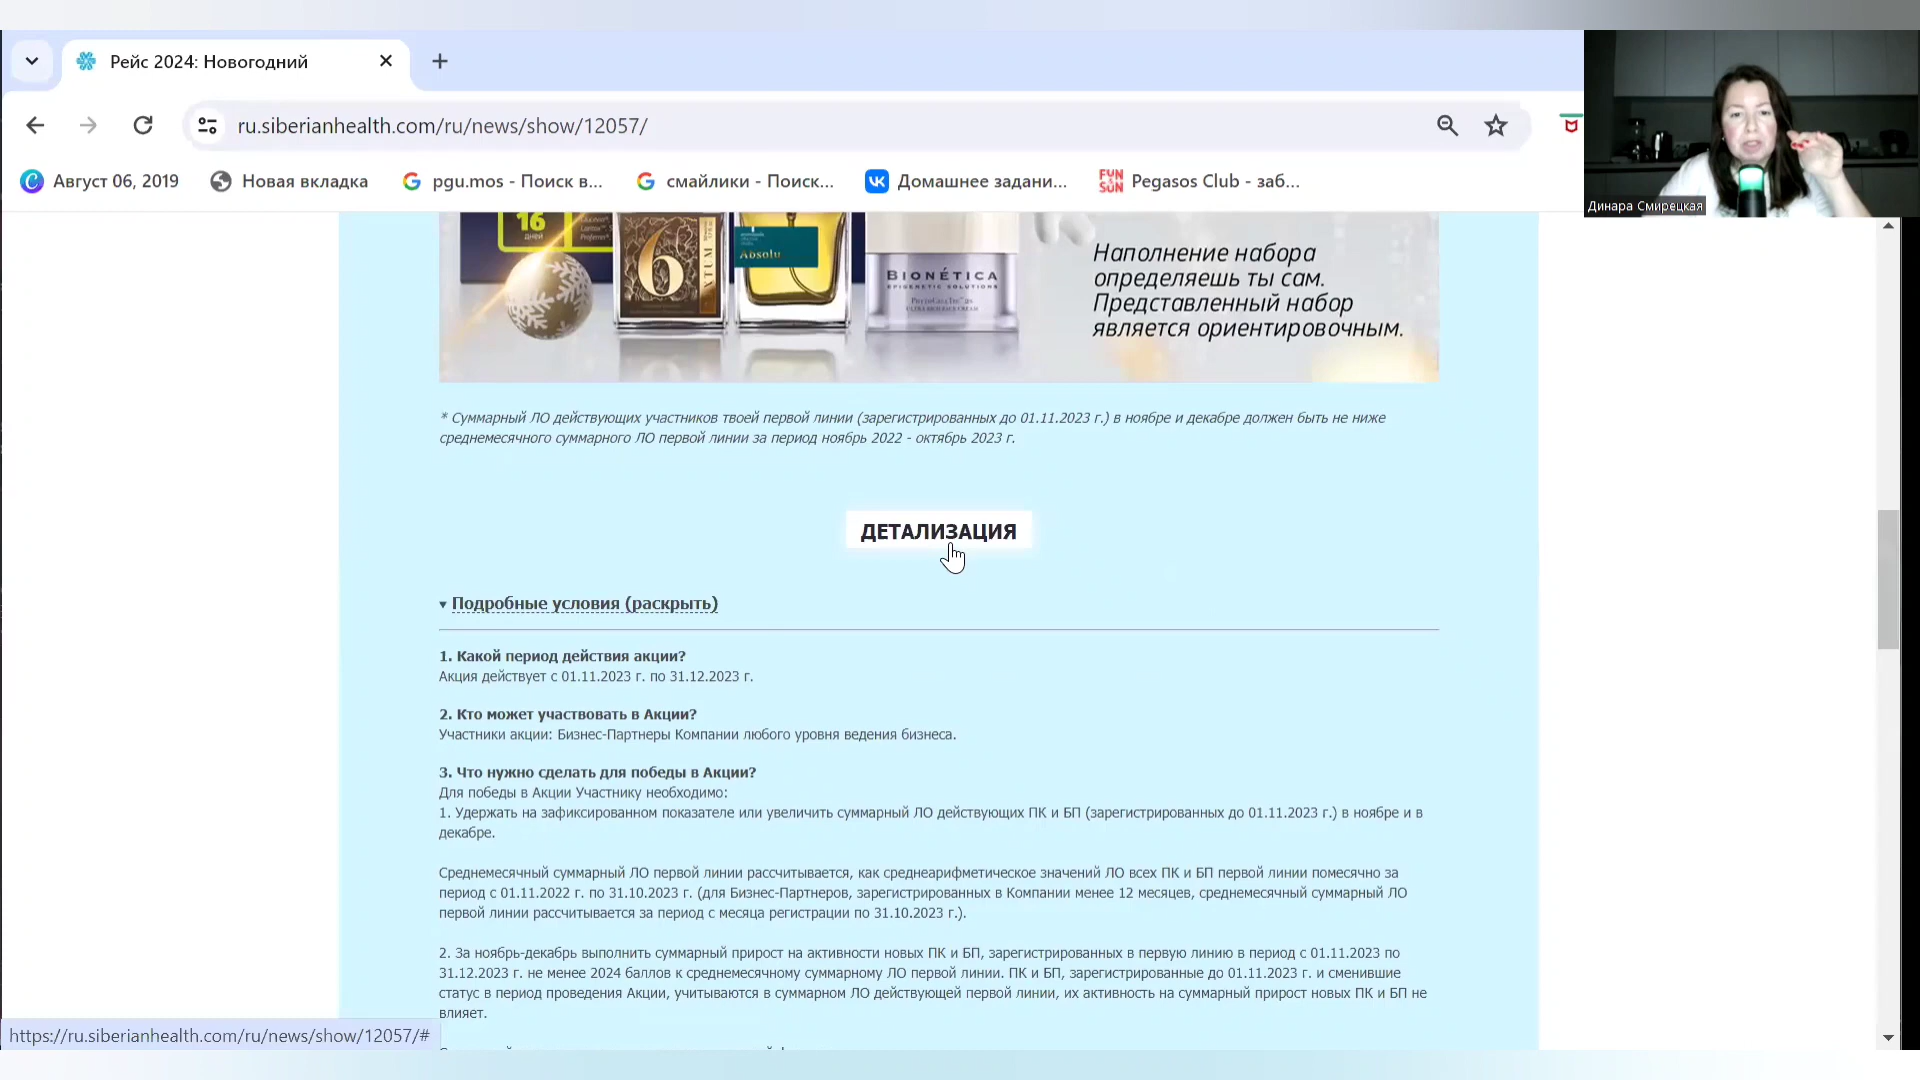 Рейс 2024: Новогодний
ru.siberianhealth.com/ru/news/show/12057/
Август 06, 2019
Новая вкладка
pgu.mos - Поиск в...
смайлики - Поиск...
Домашнее задани...
FUN&SUN Pegasos Club - заб...
Динара Смирецкая
16
дней
6
Absolu
BIONÉTICA
EPIGENETIC SOLUTIONS
Наполнение набора
определяешь ты сам.
Представленный набор
является ориентировочным.
* Суммарный ЛО действующих участников твоей первой линии (зарегистрированных до 01.11.2023 г.) в ноябре и декабре должен быть не ниже
среднемесячного суммарного ЛО первой линии за период ноябрь 2022 - октябрь 2023 г.
ДЕТАЛИЗАЦИЯ
▾ Подробные условия (раскрыть)
1. Какой период действия акции?
Акция действует с 01.11.2023 г. по 31.12.2023 г.
2. Кто может участвовать в Акции?
Участники акции: Бизнес-Партнеры Компании любого уровня ведения бизнеса.
3. Что нужно сделать для победы в Акции?
Для победы в Акции Участнику необходимо:
1. Удержать на зафиксированном показателе или увеличить суммарный ЛО действующих ПК и БП (зарегистрированных до 01.11.2023 г.) в ноябре и в
декабре.
Среднемесячный суммарный ЛО первой линии рассчитывается, как среднеарифметическое значений ЛО всех ПК и БП первой линии помесячно за
период с 01.11.2022 г. по 31.10.2023 г. (для Бизнес-Партнеров, зарегистрированных в Компании менее 12 месяцев, среднемесячный суммарный ЛО
первой линии рассчитывается за период с месяца регистрации по 31.10.2023 г.).
2. За ноябрь-декабрь выполнить суммарный прирост на активности новых ПК и БП, зарегистрированных в первую линию в период с 01.11.2023 по
31.12.2023 г. не менее 2024 баллов к среднемесячному суммарному ЛО первой линии. ПК и БП, зарегистрированные до 01.11.2023 г. и сменившие
статус в период проведения Акции, учитываются в суммарном ЛО действующей первой линии, их активность на суммарный прирост новых ПК и БП не
влияет.
https://ru.siberianhealth.com/ru/news/show/12057/#